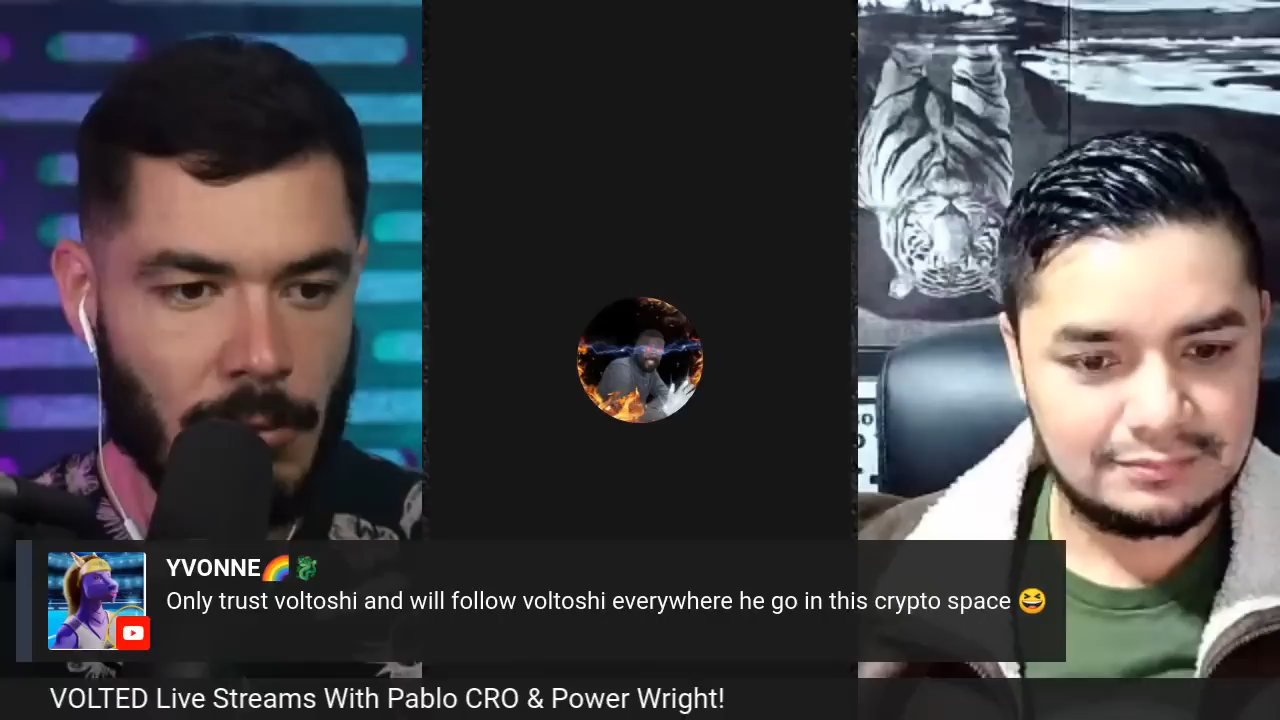 YVONNE🌈🐉
Only trust voltoshi and will follow voltoshi everywhere he go in this crypto space 😆
VOLTED Live Streams With Pablo CRO & Power Wright!